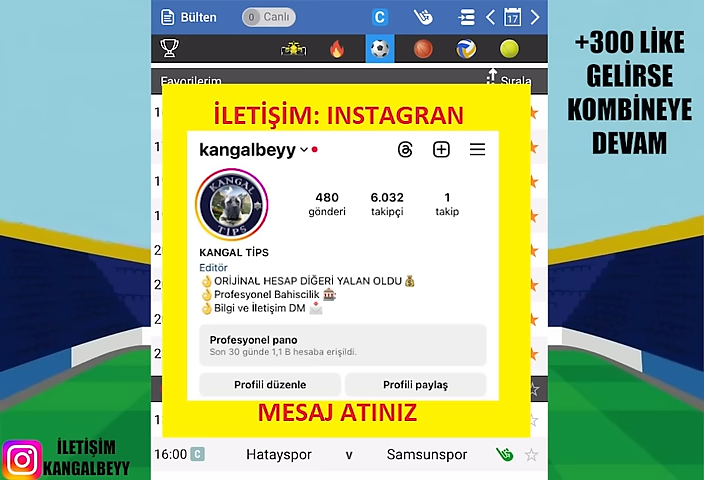 Bülten
0 Canlı
C
17
Favorilerim
Sırala
+300 LİKE
GELİRSE
KOMBİNEYE
DEVAM
İLETİŞİM: INSTAGRAN
kangalbeyy
KANGAL
TİPS
480
gönderi
6.032
takipçi
1
takip
KANGAL TİPS
Editör
👌ORİJİNAL HESAP DİĞERİ YALAN OLDU💰
👌Profesyonel Bahiscilik🎰:
👌Bilgi ve İletişim DM 📩
Profesyonel pano
Son 30 günde 1,1 B hesaba erişildi.
Profili düzenle
Profili paylaş
MESAJ ATINIZ
16:00 C Hatayspor v Samsunspor
İLETİŞİM
KANGALBEYY